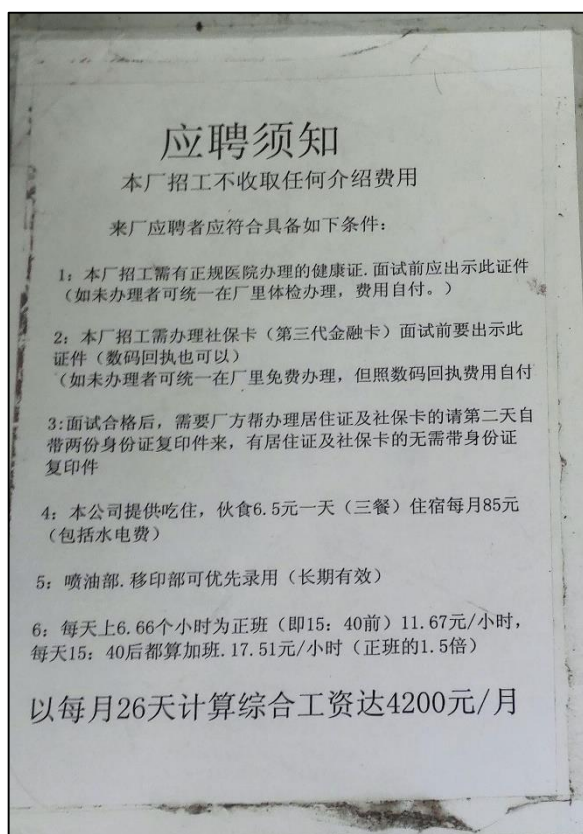 应聘须知
本厂招工不收取任何介绍费用
来厂应聘者应符合具备如下条件：
1：本厂招工需有正规医院办理的健康证.面试前应出示此证件
（如未办理者可统一在厂里体检办理，费用自付。）
2：本厂招工需办理社保卡（第三代金融卡）面试前要出示此
证件（数码回执也可以）
（如未办理者可统一在厂里免费办理，但照数码回执费用自付
3:面试合格后，需要厂方帮办理居住证及社保卡的请第二天自
带两份身份证复印件来，有居住证及社保卡的无需带身份证
复印件
4：本公司提供吃住，伙食6.5元一天（三餐）住宿每月85元
（包括水电费）
5：喷油部.移印部可优先录用（长期有效）
6：每天上6.66个小时为正班（即15：40前）11.67元/小时，
每天15：40后都算加班.17.51元/小时（正班的1.5倍）
以每月26天计算综合工资达4200元/月